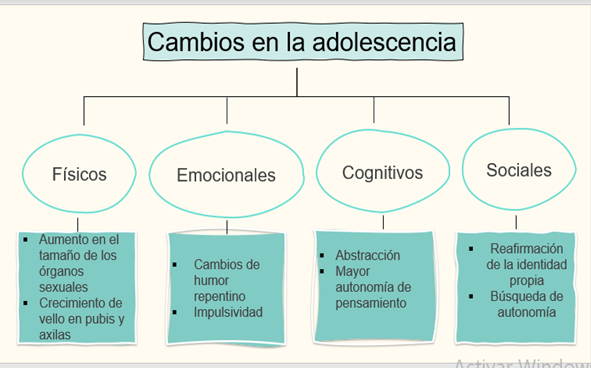 Cambios en la adolescencia
Físicos
Emocionales
Cognitivos
Sociales
▪ Aumento en el
tamaño de los
órganos
sexuales
▪ Crecimiento de
vello en pubis y
axilas
▪ Cambios de
humor
repentino
▪ Impulsividad
▪ Abstracción
▪ Mayor
autonomía de
pensamiento
▪ Reafirmación
de la identidad
propia
▪ Búsqueda de
autonomía
Activar Window